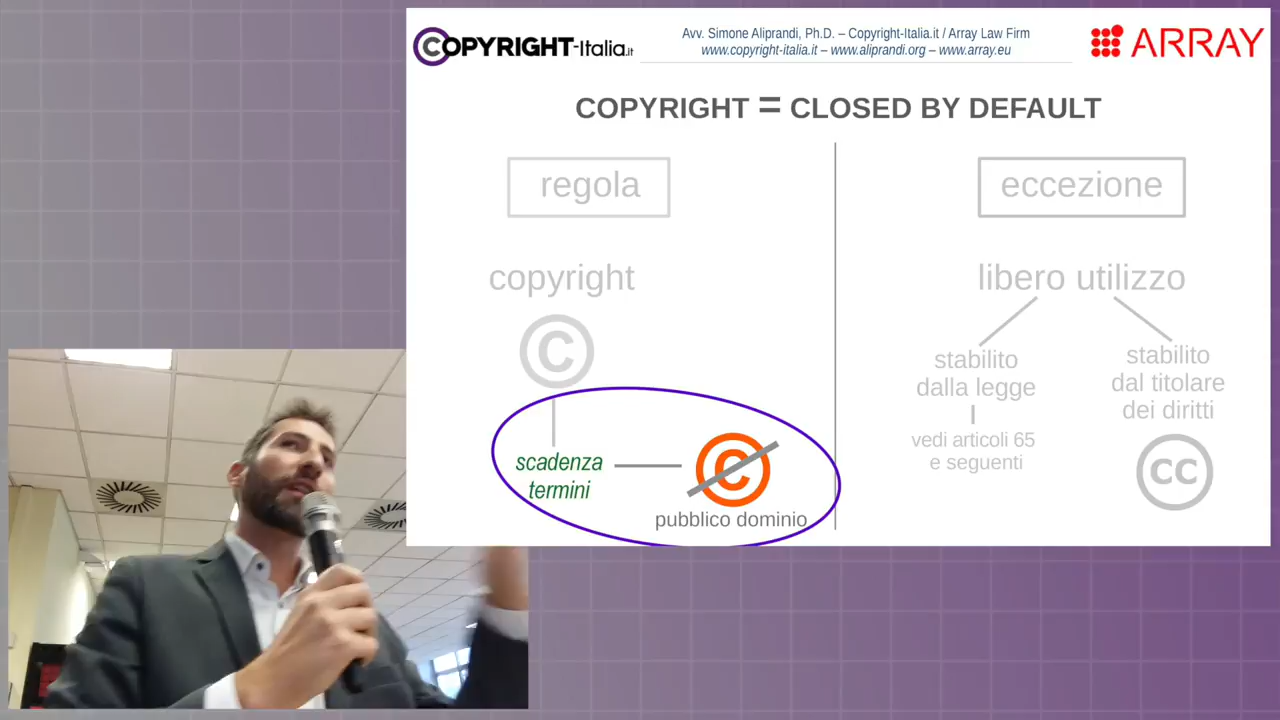 COPYRIGHT-Italia.it
Avv. Simone Aliprandi, Ph.D. – Copyright-Italia.it / Array Law Firm
www.copyright-italia.it – www.aliprandi.org – www.array.eu
ARRAY
COPYRIGHT = CLOSED BY DEFAULT
regola
copyright
©
scadenza
termini
C
pubblico dominio
eccezione
libero utilizzo
stabilito
dalla legge
vedi articoli 65
e seguenti
stabilito
dal titolare
dei diritti
CC